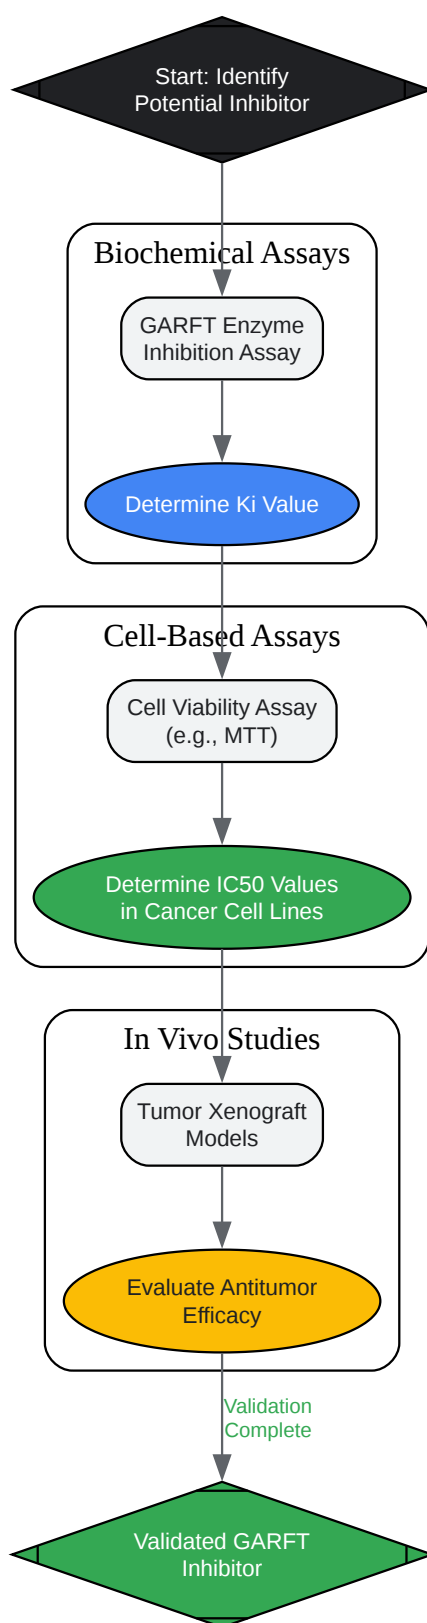 Start: Identify
Potential Inhibitor
Biochemical Assays
GARFT Enzyme
Inhibition Assay
Determine Ki Value
Cell-Based Assays
Cell Viability Assay
(e.g., MTT)
Determine IC50 Values
in Cancer Cell Lines
In Vivo Studies
Tumor Xenograft
Models
Evaluate Antitumor
Efficacy
Validation
Complete
Validated GARFT
Inhibitor